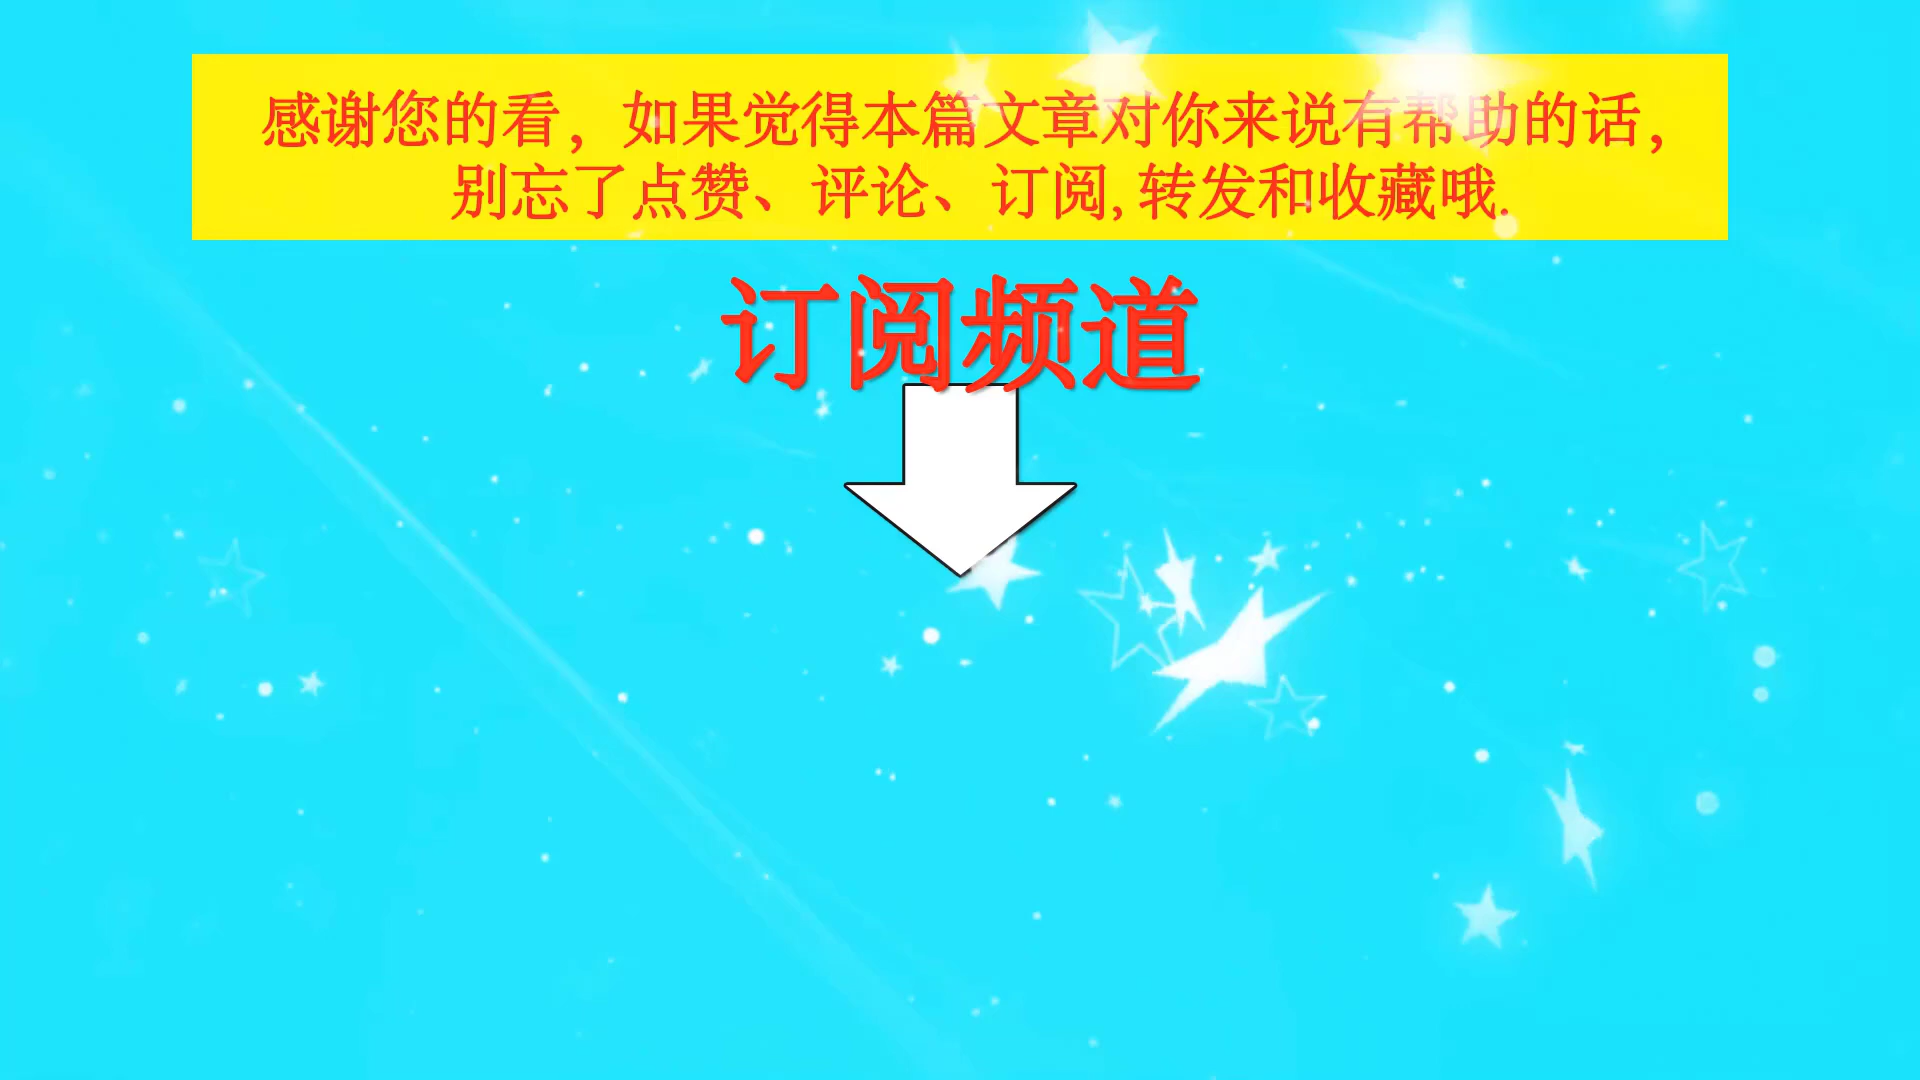 感谢您的看，如果觉得本篇文章对你来说有帮助的话，
别忘了点赞、评论、订阅,转发和收藏哦.
订阅频道